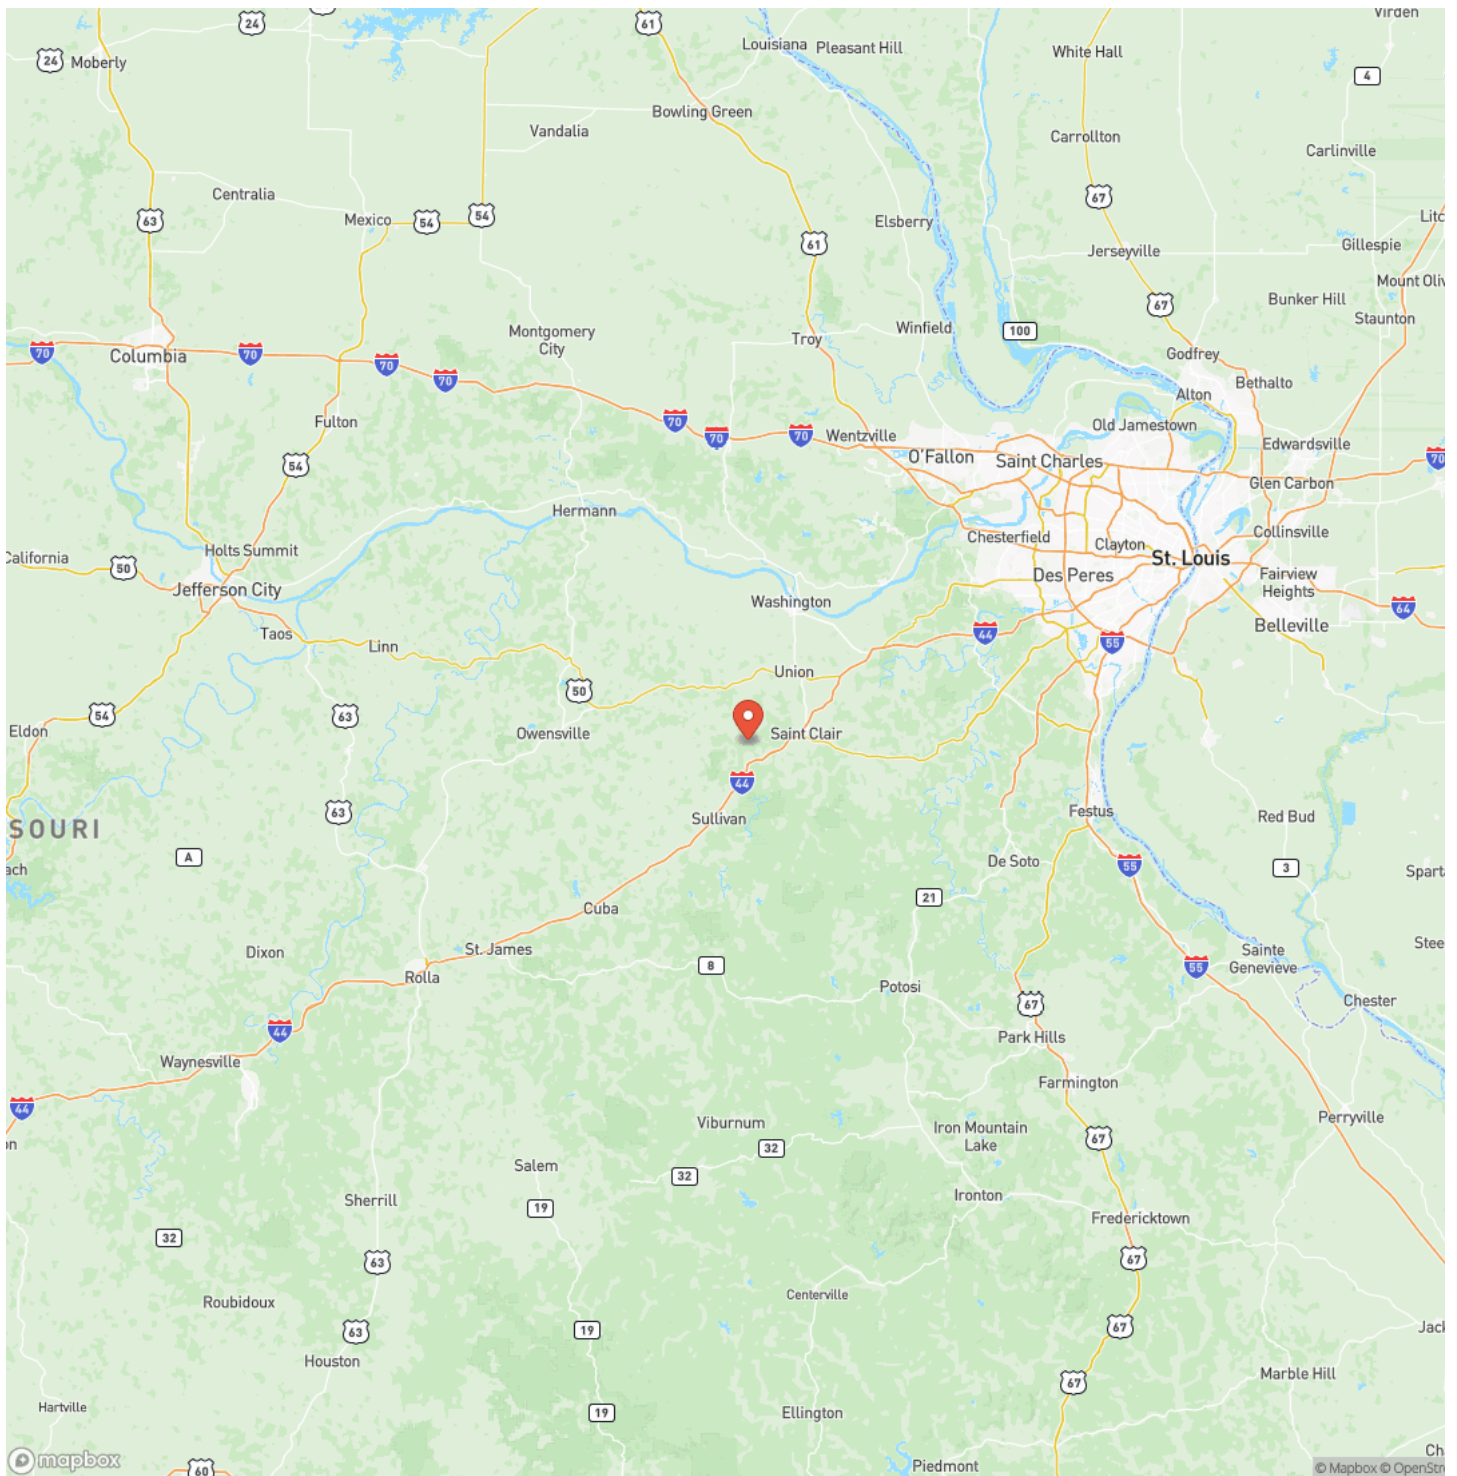 Virden
24
61
Louisiana
Pleasant Hill
White Hall
24
Moberly
4
Bowling Green
Vandalia
Carrollton
Carlinville
Centralia
67
63
Mexico
54
54
Elsberry
Litc
61
Jerseyville
Gillespie
Mount Oliv
67
Bunker Hill
Staunton
Montgomery
City
Troy
Winfield
100
70
Columbia
70
70
70
Godfrey
Bethalto
Alton
Fulton
70
70
70
Wentzville
Old Jamestown
Edwardsville
54
O'Fallon
Saint Charles
70
Glen Carbon
Hermann
Chesterfield
Clayton
Collinsville
California
50
Holts Summit
St. Louis
Jefferson City
Des Peres
Fairview
Heights
Washington
64
Taos
Linn
44
55
Belleville
Union
50
54
63
Eldon
Owensville
Saint Clair
44
63
Sullivan
Festus
Red Bud
SOURI
A
ach
De Soto
55
3
Spart
21
Cuba
Dixon
St. James
8
Sainte
Genevieve
Stee
55
Rolla
Potosi
67
Chester
44
Park Hills
Waynesville
Farmington
44
Perryville
Viburnum
Iron Mountain
Lake
67
on
32
Salem
32
Sherrill
19
Ironton
Fredericktown
32
63
67
Roubidoux
Centerville
63
19
67
Jack
Houston
Marble Hill
67
Hartville
19
Ellington
Ch
mapbox
60
Piedmont
© Mapbox © OpenStre